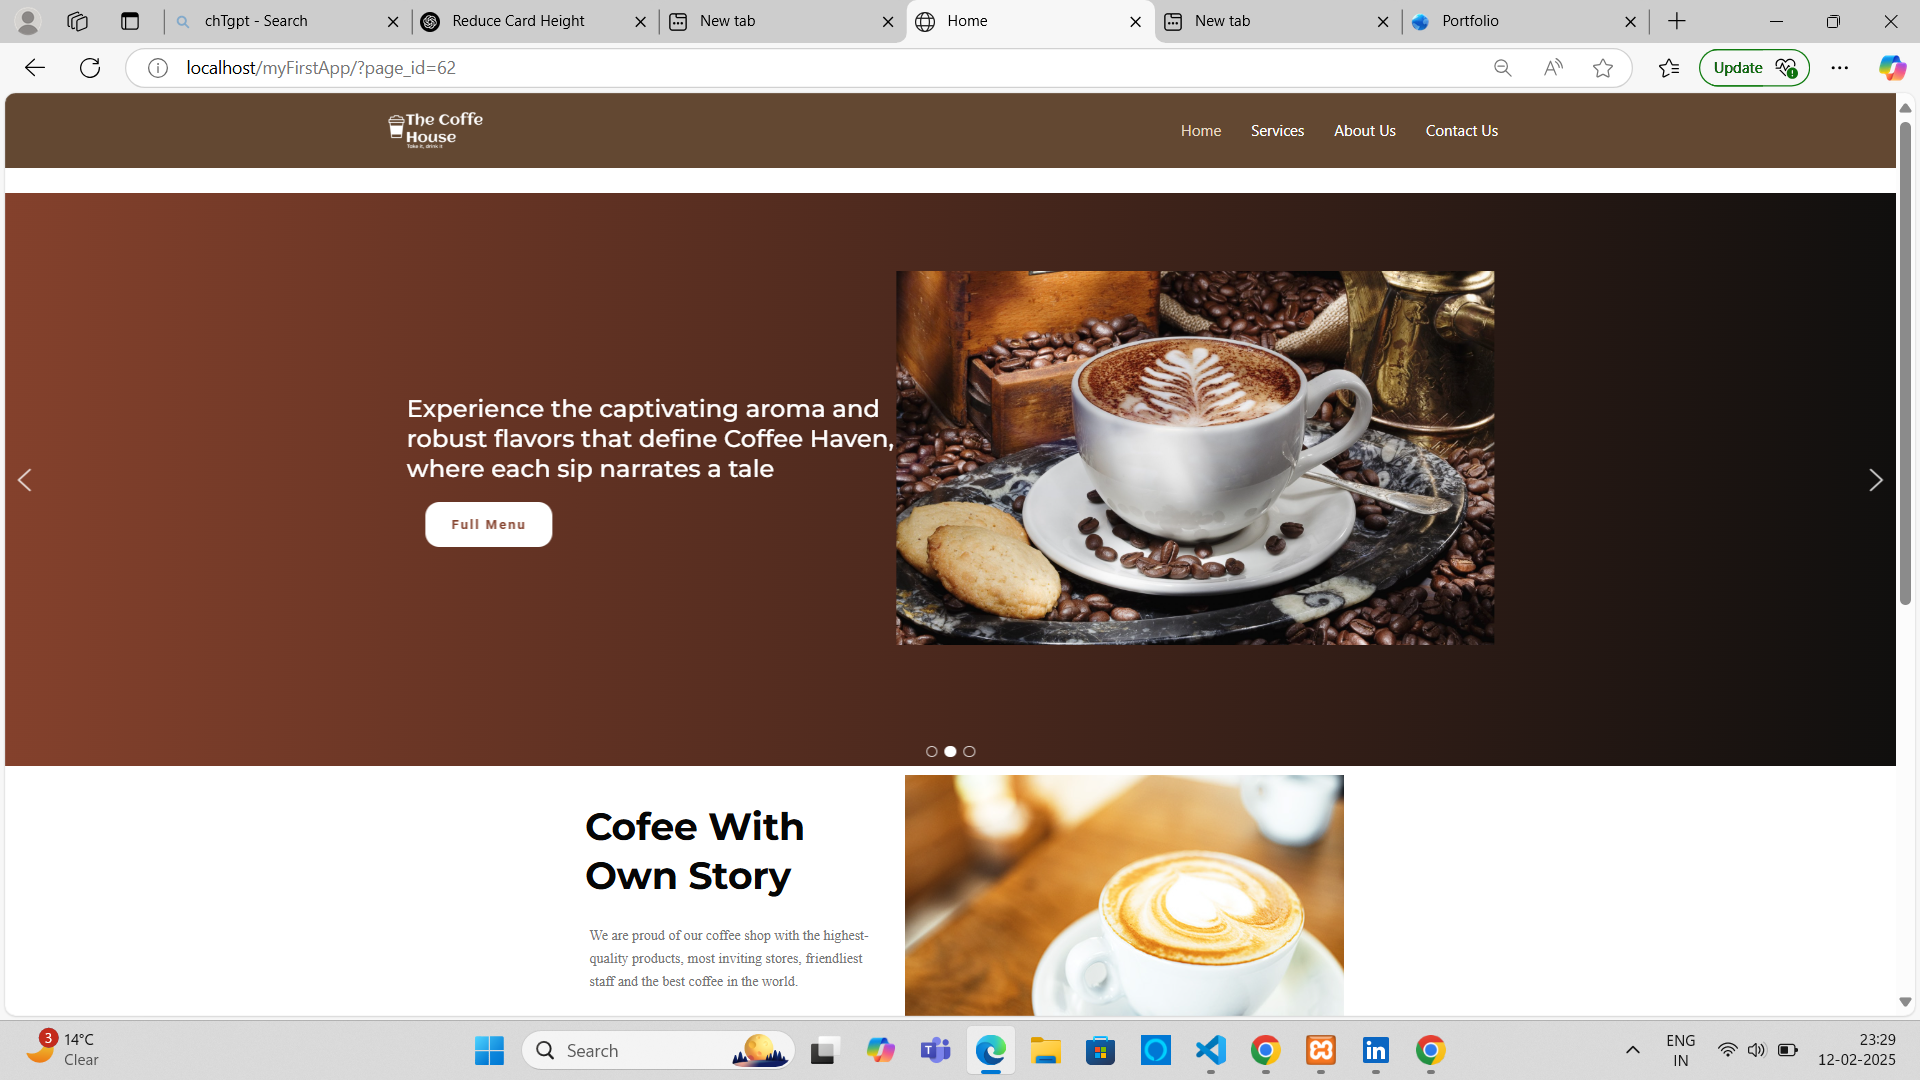 chTgpt - Search
Reduce Card Height
New tab
Home
New tab
Portfolio
localhost/myFirstApp/?page_id=62
Update
The Coffe
House
Take it, drink it
Home
Services
About Us
Contact Us
Experience the captivating aroma and
robust flavors that define Coffee Haven,
where each sip narrates a tale
Full Menu
Cofee With
Own Story
We are proud of our coffee shop with the highest-
quality products, most inviting stores, friendliest
staff and the best coffee in the world.
3
14°C
Clear
Search
ENG
IN
23:29
12-02-2025